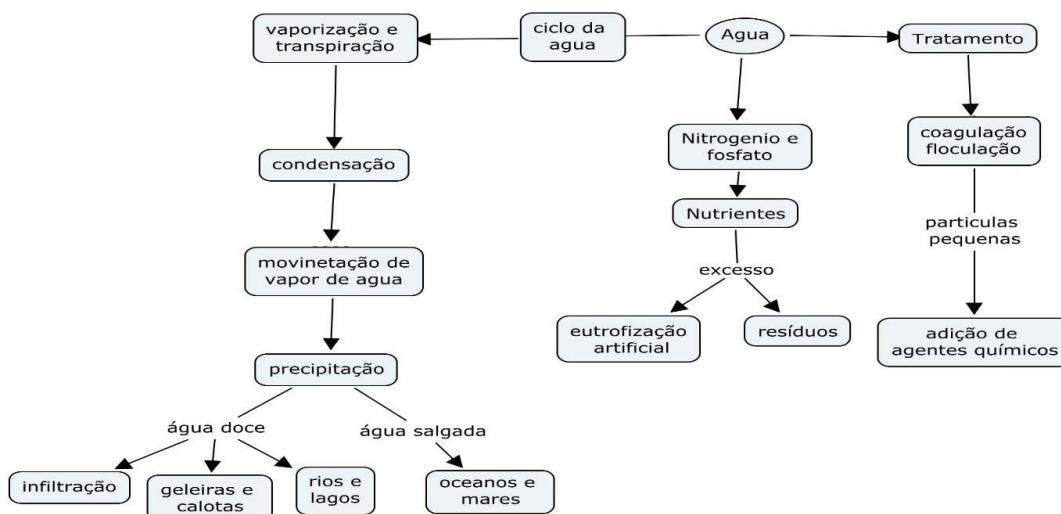 vaporização e
transpiração
ciclo da
agua
Agua
Tratamento
condensação
Nitrogenio e
fosfato
coagulação
floculação
Nutrientes
particulas
pequenas
movinetação de
vapor de agua
excesso
eutrofização
artificial
resíduos
adição de
agentes químicos
precipitação
água doce
água salgada
infiltração
geleiras e
calotas
rios e
lagos
oceanos e
mares